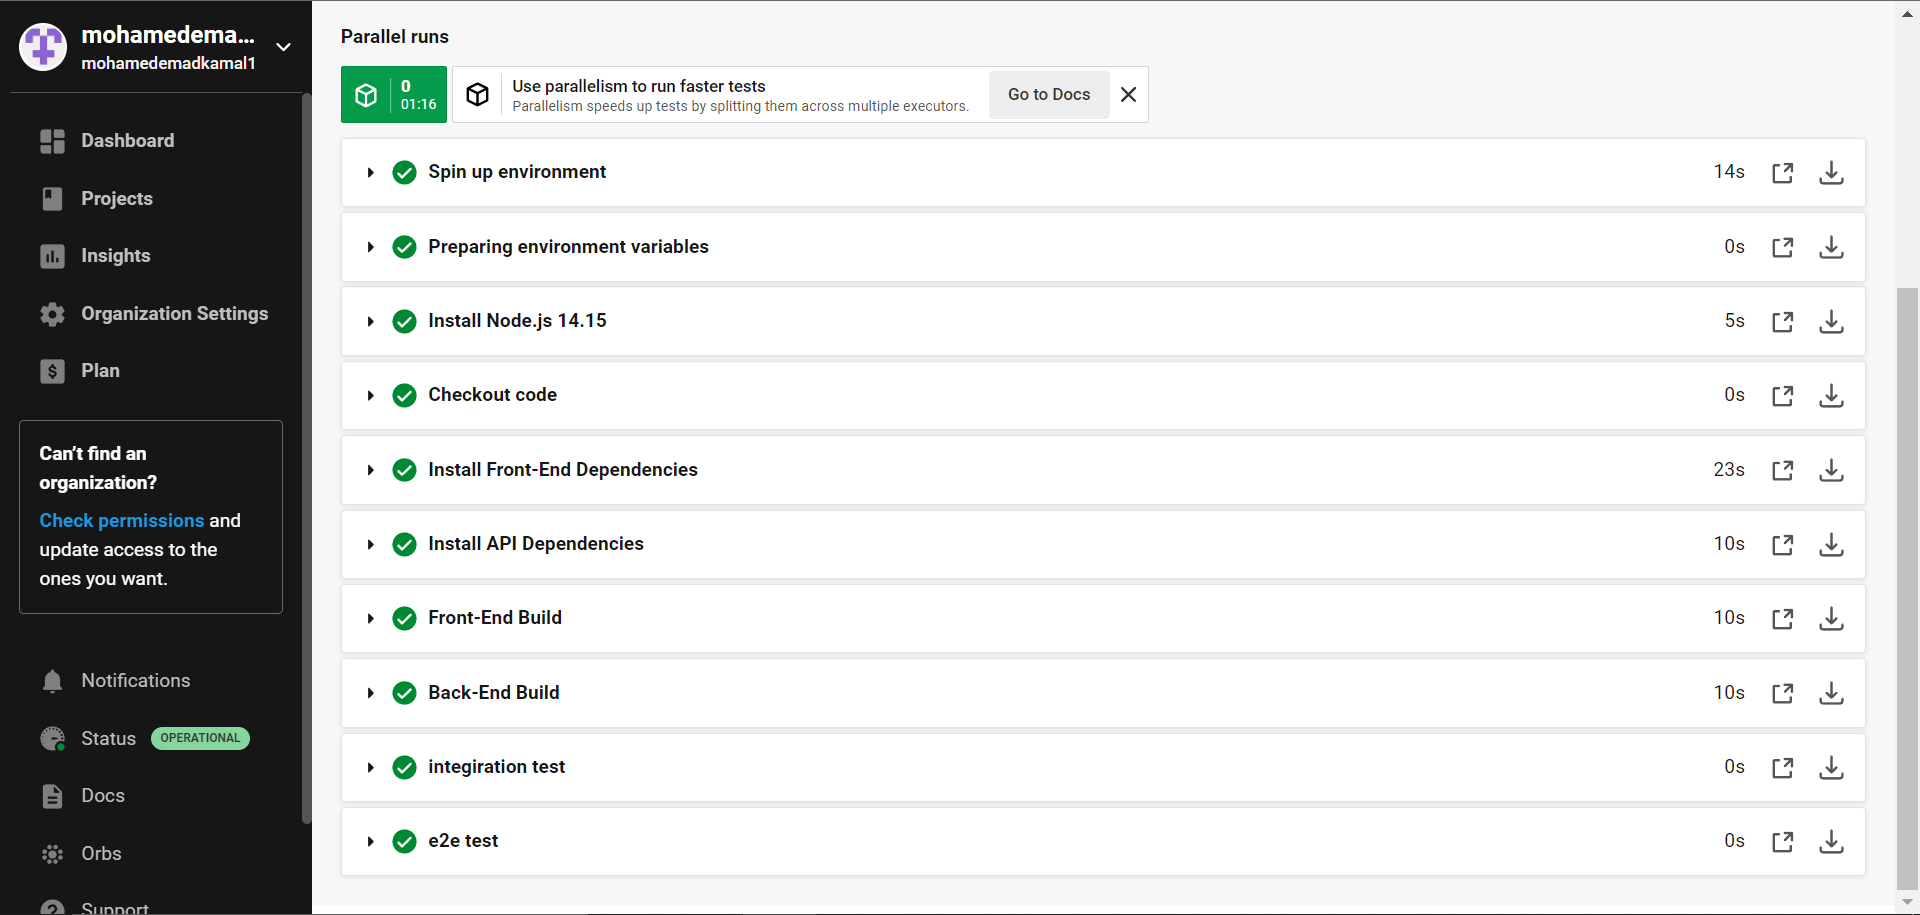 mohamedema...
mohamedemadkamal1
Dashboard
Projects
Insights
Organization Settings
Plan
Can't find an
organization?
Check permissions and
update access to the
ones you want.
Notifications
Status OPERATIONAL
Docs
Orbs
Support
Parallel runs
0
01:16
Use parallelism to run faster tests
Parallelism speeds up tests by splitting them across multiple executors.
Go to Docs
Spin up environment 14s
Preparing environment variables 0s
Install Node.js 14.15 5s
Checkout code 0s
Install Front-End Dependencies 23s
Install API Dependencies 10s
Front-End Build 10s
Back-End Build 10s
integiration test 0s
e2e test 0s